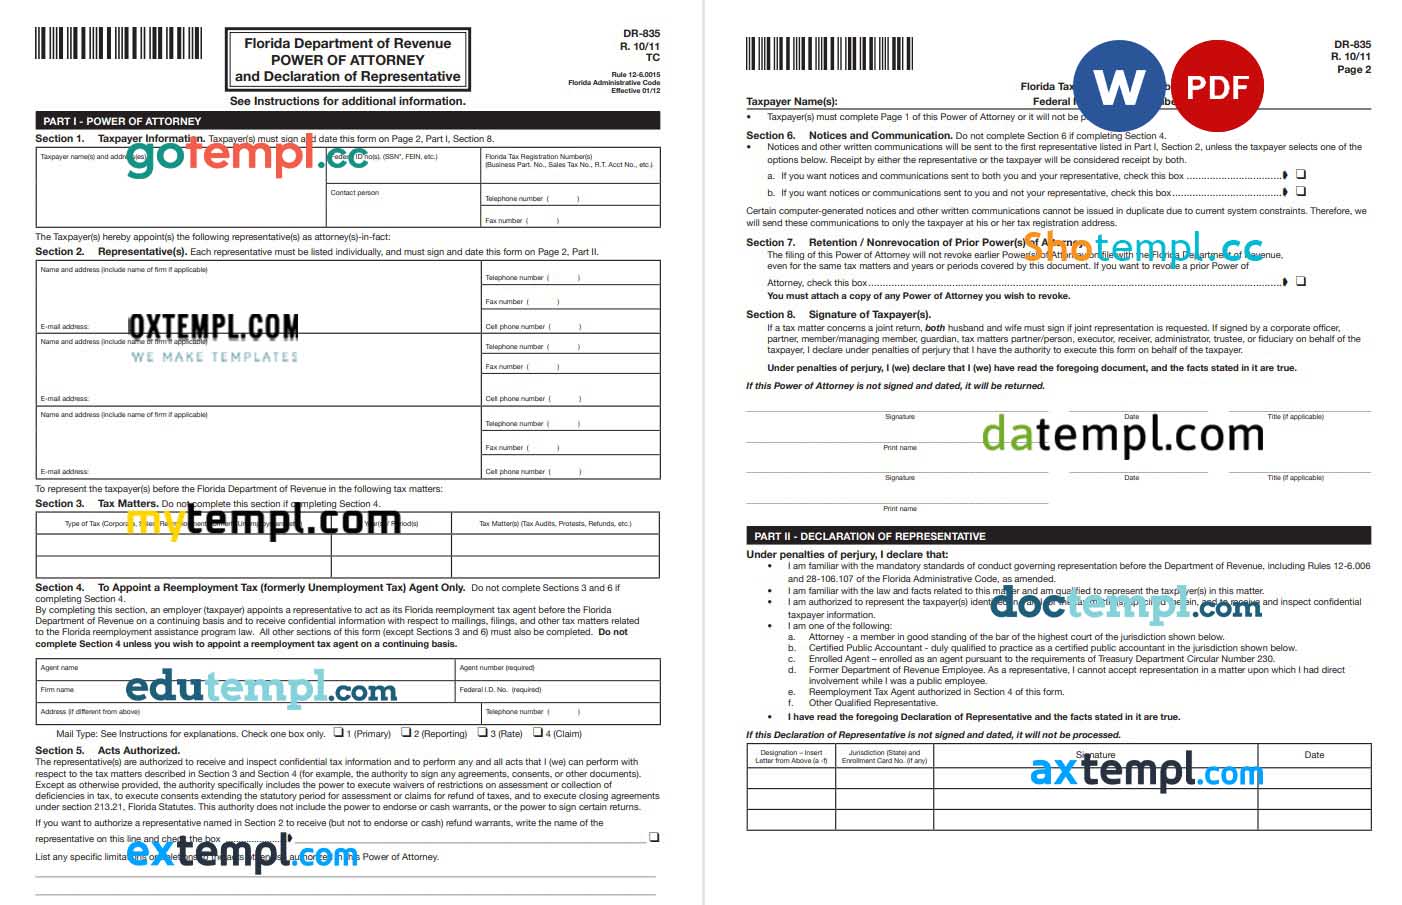 Florida Department of Revenue
POWER OF ATTORNEY
and Declaration of Representative
See Instructions for additional information.
DR-835
R. 10/11
TC
Rule 12-6.0015
Florida Administrative Code
Effective 01/12
PART I - POWER OF ATTORNEY
Section 1. Taxpayer Information. Taxpayer(s) must sign and date this form on Page 2, Part I, Section 8.
Taxpayer name(s) and address(es)
Federal ID no(s). (SSN*, FEIN, etc.)
Florida Tax Registration Number(s)
(Business Part. No., Sales Tax No., R.T. Acct No., etc.)
gotempl.cc
Contact person
Telephone number ( )
Fax number ( )
The Taxpayer(s) hereby appoint(s) the following representative(s) as attorney(s)-in-fact:
Section 2. Representative(s). Each representative must be listed individually, and must sign and date this form on Page 2, Part II.
Name and address (include name of firm if applicable)
Telephone number ( )
Fax number ( )
E-mail address:
Cell phone number ( )
OXTEMPL.COM
WE MAKE TEMPLATES
Name and address (include name of firm if applicable)
Telephone number ( )
Fax number ( )
E-mail address:
Cell phone number ( )
Name and address (include name of firm if applicable)
Telephone number ( )
Fax number ( )
E-mail address:
Cell phone number ( )
To represent the taxpayer(s) before the Florida Department of Revenue in the following tax matters:
Section 3. Tax Matters. Do not complete this section if completing Section 4.
Type of Tax (Corporate, Sales, Reemployment, formerly Unemployment, etc.)
Year(s) / Period(s)
Tax Matter(s) (Tax Audits, Protests, Refunds, etc.)
mytempl.com
Section 4. To Appoint a Reemployment Tax (formerly Unemployment Tax) Agent Only. Do not complete Sections 3 and 6 if
completing Section 4.
By completing this section, an employer (taxpayer) appoints a representative to act as its Florida reemployment tax agent before the Florida
Department of Revenue on a continuing basis and to receive confidential information with respect to mailings, filings, and other tax matters related
to the Florida reemployment assistance program law. All other sections of this form (except Sections 3 and 6) must also be completed. Do not
complete Section 4 unless you wish to appoint a reemployment tax agent on a continuing basis.
Agent name
Agent number (required)
Firm name
Federal I.D. No. (required)
edutempl.com
Address (if different from above)
Telephone number ( )
Mail Type: See Instructions for explanations. Check one box only. ❑ 1 (Primary) ❑ 2 (Reporting) ❑ 3 (Rate) ❑ 4 (Claim)
Section 5. Acts Authorized.
The representative(s) are authorized to receive and inspect confidential tax information and to perform any and all acts that I (we) can perform with
respect to the tax matters described in Section 3 and Section 4 (for example, the authority to sign any agreements, consents, or other documents).
Except as otherwise provided, the authority specifically includes the power to execute waivers of restrictions on assessment or collection of
deficiencies in tax, to execute consents extending the statutory period for assessment or claims for refund of taxes, and to execute closing agreements
under section 213.21, Florida Statutes. This authority does not include the power to endorse or cash warrants, or the power to sign certain returns.
If you want to authorize a representative named in Section 2 to receive (but not to endorse or cash) refund warrants, write the name of the
representative on this line and check the box
extempl.com
List any specific limitations or deletions to the acts otherwise authorized in this Power of Attorney.
DR-835
R. 10/11
Page 2
W
PDF
Florida Tax
Taxpayer Name(s):
Federal
• Taxpayer(s) must complete Page 1 of this Power of Attorney or it will not be
Section 6. Notices and Communication. Do not complete Section 6 if completing Section 4.
• Notices and other written communications will be sent to the first representative listed in Part I, Section 2, unless the taxpayer selects one of the
options below. Receipt by either the representative or the taxpayer will be considered receipt by both.
a. If you want notices and communications sent to both you and your representative, check this box ❑
b. If you want notices or communications sent to you and not your representative, check this box ❑
Certain computer-generated notices and other written communications cannot be issued in duplicate due to current system constraints. Therefore, we
will send these communications to only the taxpayer at his or her tax registration address.
Section 7. Retention / Nonrevocation of Prior Power(s) of Attorney.
Shotempl.cc
The filing of this Power of Attorney will not revoke earlier Power(s) of Attorney on file with the Florida Department of Revenue,
even for the same tax matters and years or periods covered by this document. If you want to revoke a prior Power of
Attorney, check this box ❑
You must attach a copy of any Power of Attorney you wish to revoke.
Section 8. Signature of Taxpayer(s).
If a tax matter concerns a joint return, both husband and wife must sign if joint representation is requested. If signed by a corporate officer,
partner, member/managing member, guardian, tax matters partner/person, executor, receiver, administrator, trustee, or fiduciary on behalf of the
taxpayer, I declare under penalties of perjury that I have the authority to execute this form on behalf of the taxpayer.
Under penalties of perjury, I (we) declare that I (we) have read the foregoing document, and the facts stated in it are true.
If this Power of Attorney is not signed and dated, it will be returned.
Signature Date Title (if applicable)
datempl.com
Print name
Signature Date Title (if applicable)
Print name
PART II - DECLARATION OF REPRESENTATIVE
Under penalties of perjury, I declare that:
• I am familiar with the mandatory standards of conduct governing representation before the Department of Revenue, including Rules 12-6.006
and 28-106.107 of the Florida Administrative Code, as amended.
• I am familiar with the law and facts related to this matter and am qualified to represent the taxpayer(s) in this matter.
• I am authorized to represent the taxpayer(s) identified in Part I for the tax matter(s) specified therein, and to receive and inspect confidential
taxpayer information.
doctempl.com
• I am one of the following:
a. Attorney - a member in good standing of the bar of the highest court of the jurisdiction shown below.
b. Certified Public Accountant - duly qualified to practice as a certified public accountant in the jurisdiction shown below.
c. Enrolled Agent – enrolled as an agent pursuant to the requirements of Treasury Department Circular Number 230.
d. Former Department of Revenue Employee. As a representative, I cannot accept representation in a matter upon which I had direct
involvement while I was a public employee.
e. Reemployment Tax Agent authorized in Section 4 of this form.
f. Other Qualified Representative.
• I have read the foregoing Declaration of Representative and the facts stated in it are true.
If this Declaration of Representative is not signed and dated, it will not be processed.
Designation – Insert
Letter from Above (a -f)
Jurisdiction (State) and
Enrollment Card No. (if any)
Signature
Date
axtempl.com